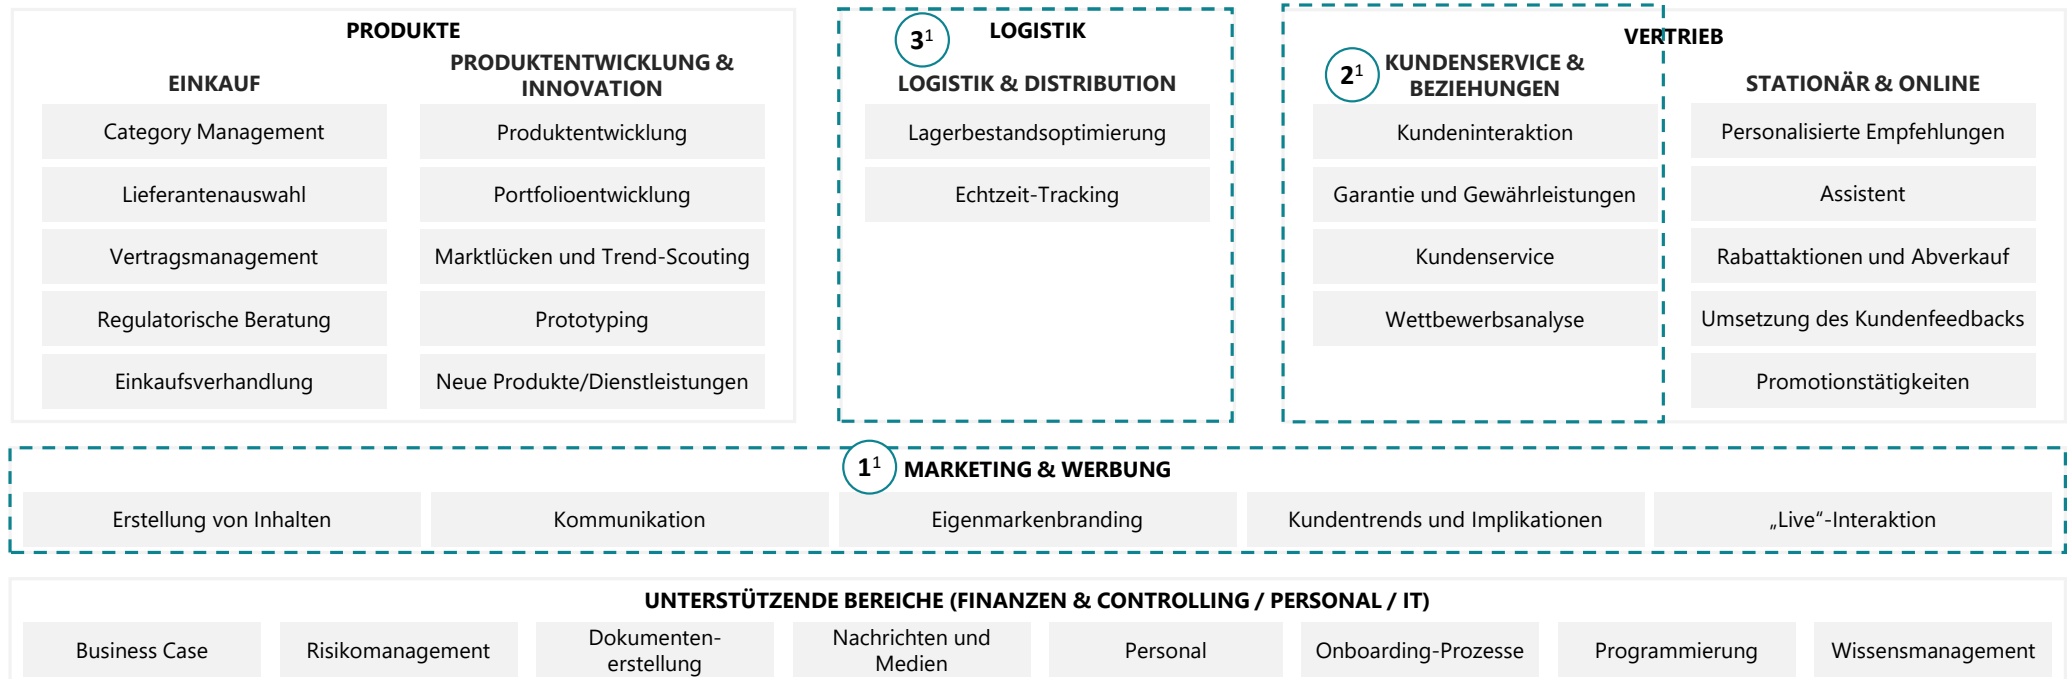 PRODUKTE
EINKAUF
Category Management
Lieferantenauswahl
Vertragsmanagement
Regulatorische Beratung
Einkaufsverhandlung
PRODUKTENTWICKLUNG &
INNOVATION
Produktentwicklung
Portfolioentwicklung
Marktlücken und Trend-Scouting
Prototyping
Neue Produkte/Dienstleistungen
3¹
LOGISTIK
LOGISTIK & DISTRIBUTION
Lagerbestandsoptimierung
Echtzeit-Tracking
VERTRIEB
2¹
KUNDENSERVICE &
BEZIEHUNGEN
Kundeninteraktion
Garantie und Gewährleistungen
Kundenservice
Wettbewerbsanalyse
STATIONÄR & ONLINE
Personalisierte Empfehlungen
Assistent
Rabattaktionen und Abverkauf
Umsetzung des Kundenfeedbacks
Promotionstätigkeiten
1¹
MARKETING & WERBUNG
Erstellung von Inhalten
Kommunikation
Eigenmarkenbranding
Kundentrends und Implikationen
„Live“-Interaktion
UNTERSTÜTZENDE BEREICHE (FINANZEN & CONTROLLING / PERSONAL / IT)
Business Case
Risikomanagement
Dokumenten-
erstellung
Nachrichten und
Medien
Personal
Onboarding-Prozesse
Programmierung
Wissensmanagement